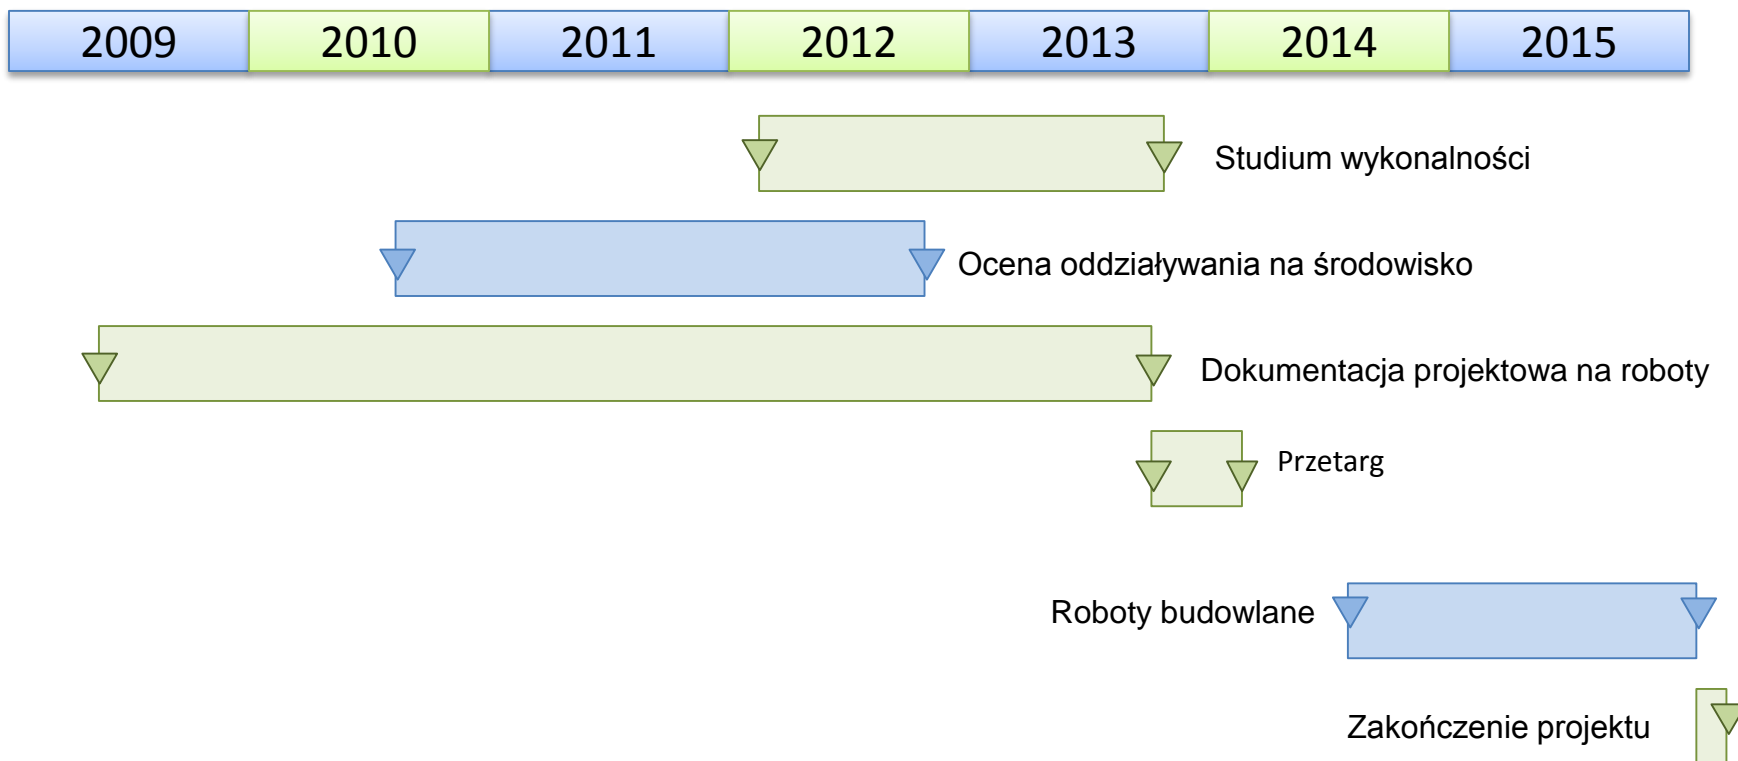 2009 2010 2011 2012 2013 2014 2015
Studium wykonalności
Ocena oddziaływania na środowisko
Dokumentacja projektowa na roboty
Przetarg
Roboty budowlane
Zakończenie projektu